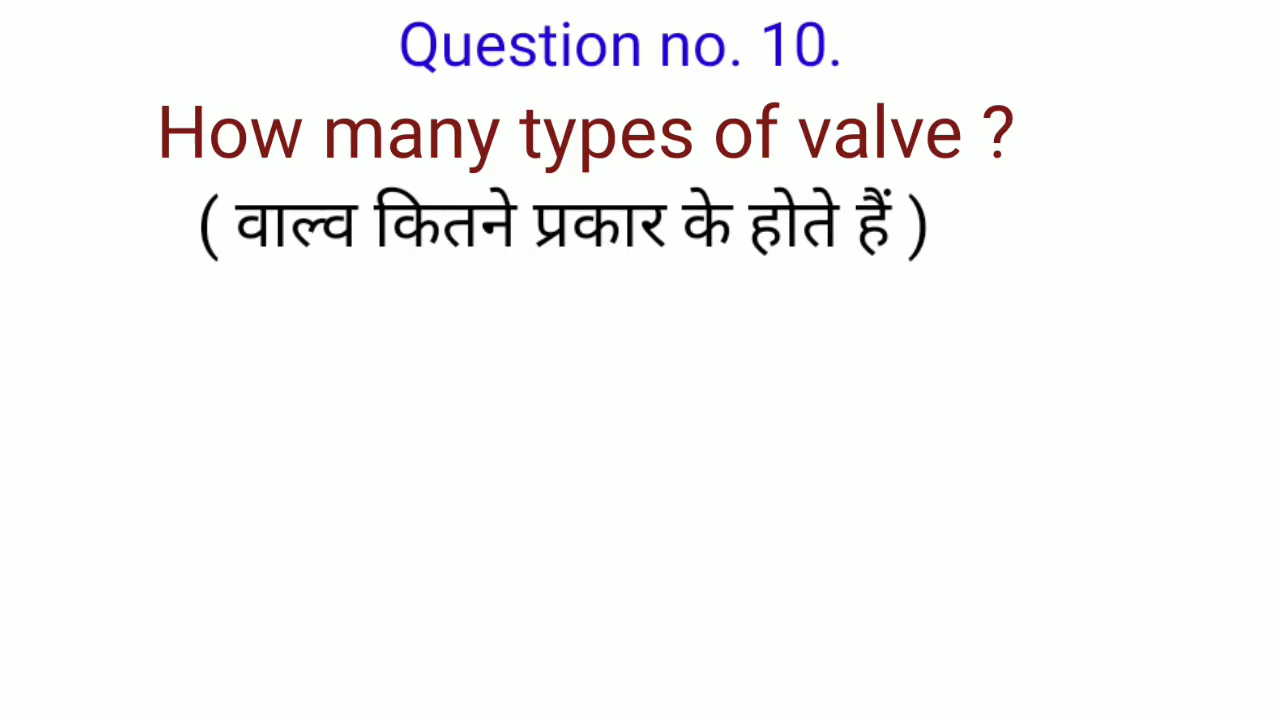 Question no. 10.
How many types of valve ?
( वाल्व कितने प्रकार के होते हैं )